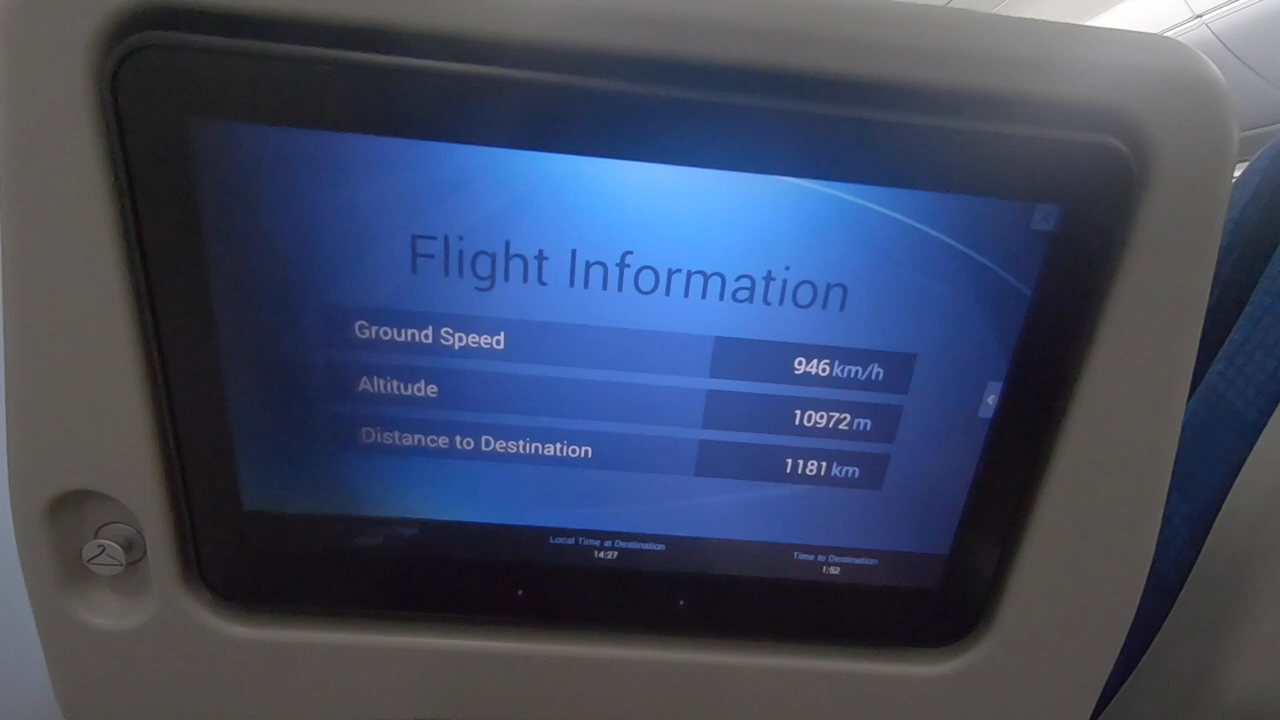 Flight Information
Ground Speed 946 km/h
Altitude 10972 m
Distance to Destination 1181 km
Local Time at Destination
14:27
Time to Destination
1:52